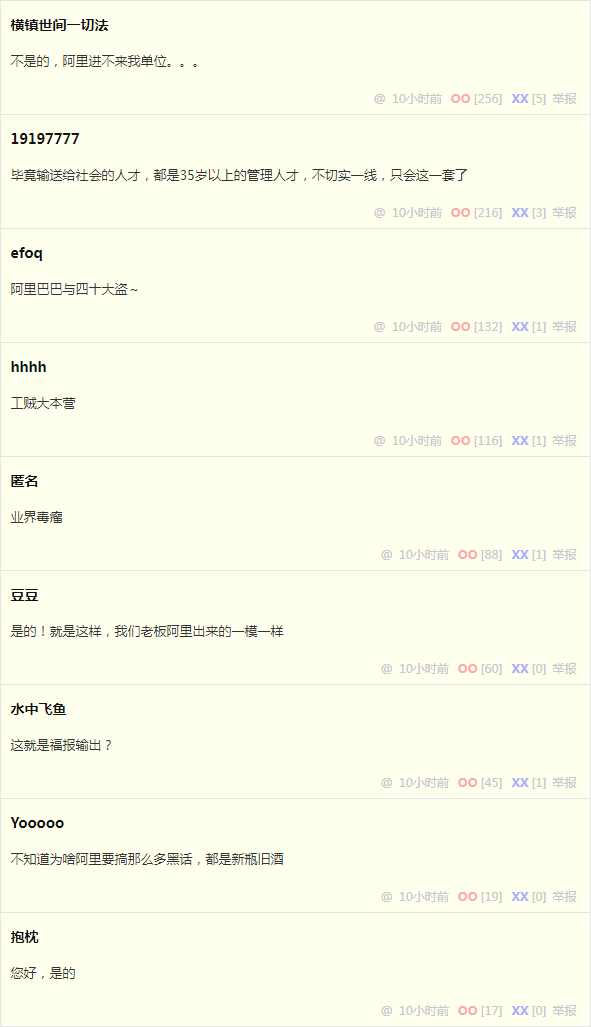 横镇世间一切法
不是的，阿里进不来我单位。。。
@ 10小时前 OO [256] XX [5] 举报
19197777
毕竟输送给社会的人才，都是35岁以上的管理人才，不切实一线，只会这一套了
@ 10小时前 OO [216] XX [3] 举报
efoq
阿里巴巴与四十大盗～
@ 10小时前 OO [132] XX [1] 举报
hhhh
工贼大本营
@ 10小时前 OO [116] XX [1] 举报
匿名
业界毒瘤
@ 10小时前 OO [88] XX [1] 举报
豆豆
是的！就是这样，我们老板阿里出来的一模一样
@ 10小时前 OO [60] XX [0] 举报
水中飞鱼
这就是福报输出？
@ 10小时前 OO [45] XX [1] 举报
Yooooo
不知道为啥阿里要搞那么多黑话，都是新瓶旧酒
@ 10小时前 OO [19] XX [0] 举报
抱枕
您好，是的
@ 10小时前 OO [17] XX [0] 举报